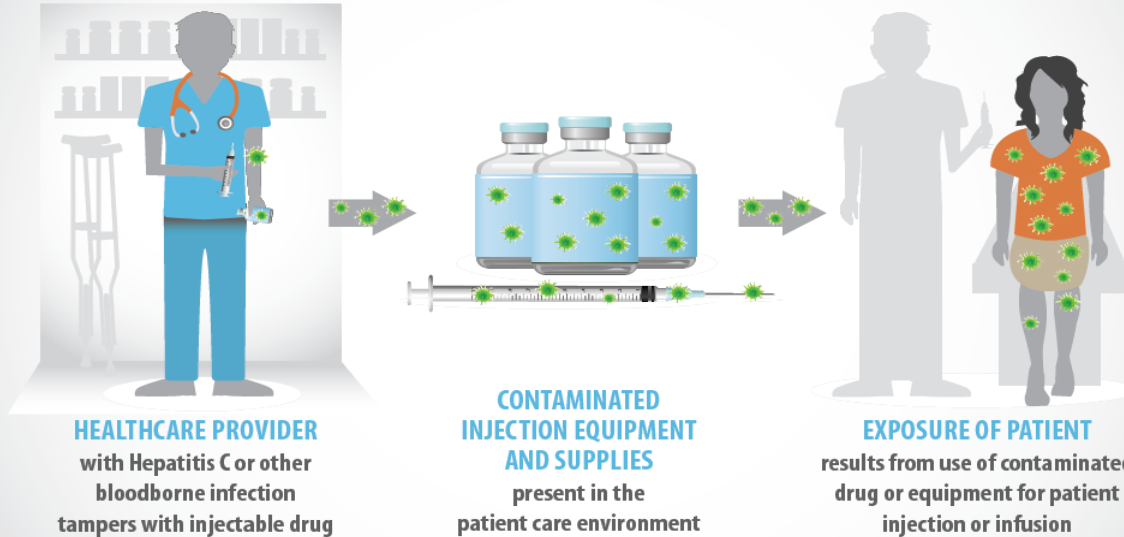 HEALTHCARE PROVIDER
with Hepatitis C or other
bloodborne infection
tampers with injectable drug
CONTAMINATED
INJECTION EQUIPMENT
AND SUPPLIES
present in the
patient care environment
EXPOSURE OF PATIENT
results from use of contaminated
drug or equipment for patient
injection or infusion